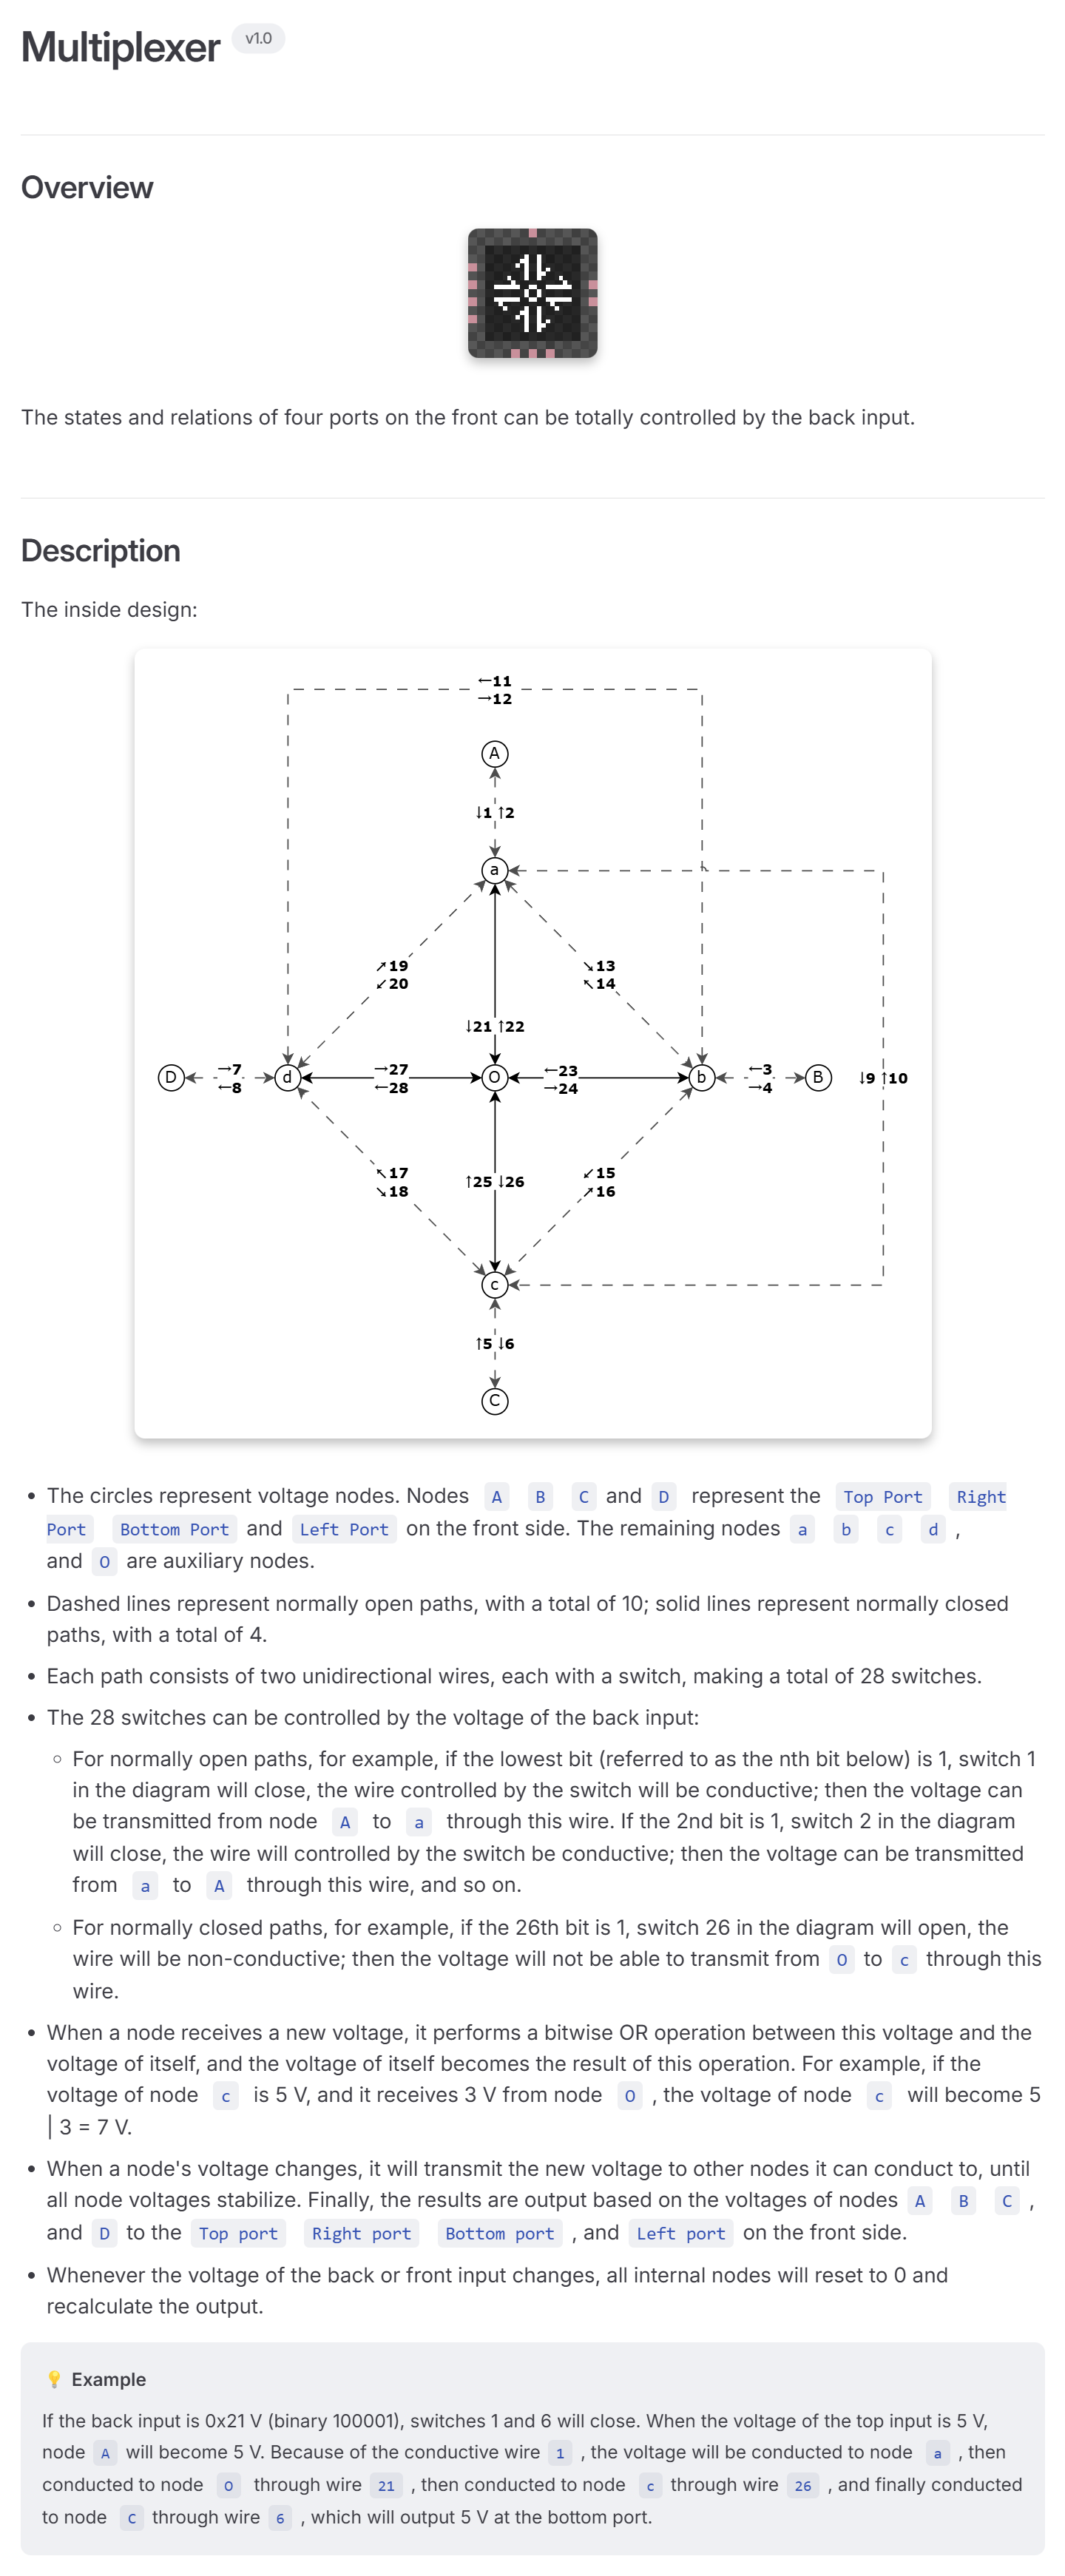 Multiplexer v1.0
Overview
The states and relations of four ports on the front can be totally controlled by the back input.
Description
The inside design:
←11
→12
A
↓1 ↑2
a
↗19
↙20
↘13
↖14
↓21 ↑22
D
→7
←8
d
→27
←28
O
←23
→24
b
←3
→4
B
↓9 ↑10
↖17
↘18
↑25 ↓26
↙15
↗16
c
↑5 ↓6
C
• The circles represent voltage nodes. Nodes A B C and D represent the Top Port Right
Port Bottom Port and Left Port on the front side. The remaining nodes a b c d ,
and O are auxiliary nodes.
• Dashed lines represent normally open paths, with a total of 10; solid lines represent normally closed
paths, with a total of 4.
• Each path consists of two unidirectional wires, each with a switch, making a total of 28 switches.
• The 28 switches can be controlled by the voltage of the back input:
◦ For normally open paths, for example, if the lowest bit (referred to as the nth bit below) is 1, switch 1
in the diagram will close, the wire controlled by the switch will be conductive; then the voltage can
be transmitted from node A to a through this wire. If the 2nd bit is 1, switch 2 in the diagram
will close, the wire will controlled by the switch be conductive; then the voltage can be transmitted
from a to A through this wire, and so on.
◦ For normally closed paths, for example, if the 26th bit is 1, switch 26 in the diagram will open, the
wire will be non-conductive; then the voltage will not be able to transmit from O to c through this
wire.
• When a node receives a new voltage, it performs a bitwise OR operation between this voltage and the
voltage of itself, and the voltage of itself becomes the result of this operation. For example, if the
voltage of node c is 5 V, and it receives 3 V from node O , the voltage of node c will become 5
| 3 = 7 V.
• When a node's voltage changes, it will transmit the new voltage to other nodes it can conduct to, until
all node voltages stabilize. Finally, the results are output based on the voltages of nodes A B C ,
and D to the Top port Right port Bottom port , and Left port on the front side.
• Whenever the voltage of the back or front input changes, all internal nodes will reset to 0 and
recalculate the output.
💡 Example
If the back input is 0x21 V (binary 100001), switches 1 and 6 will close. When the voltage of the top input is 5 V,
node A will become 5 V. Because of the conductive wire 1 , the voltage will be conducted to node a , then
conducted to node O through wire 21 , then conducted to node c through wire 26 , and finally conducted
to node C through wire 6 , which will output 5 V at the bottom port.